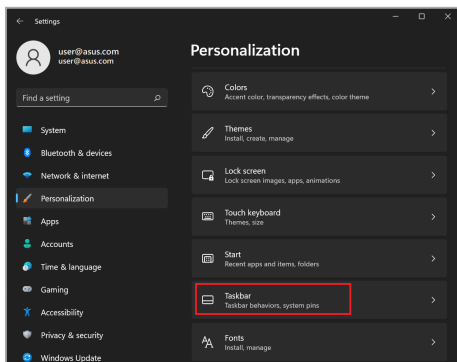 Settings
user@asus.com
user@asus.com
Find a setting
System
Bluetooth & devices
Network & internet
Personalization
Apps
Accounts
Time & language
Gaming
Accessibility
Privacy & security
Windows Update
Personalization
Colors
Accent color, transparency effects, color theme
Themes
Install, create, manage
Lock screen
Lock screen images, apps, animations
Touch keyboard
Themes, size
Start
Recent apps and items, folders
Taskbar
Taskbar behaviors, system pins
Fonts
Install, manage